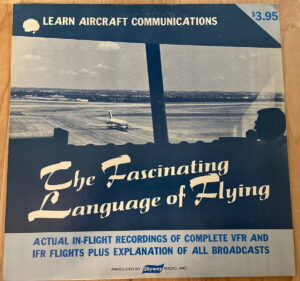 LEARN AIRCRAFT COMMUNICATIONS
$3.95
The Fascinating
Language of Flying
ACTUAL IN-FLIGHT RECORDINGS OF COMPLETE VFR AND
IFR FLIGHTS PLUS EXPLANATION OF ALL BROADCASTS
PRODUCED BY Skyway RADIO, INC.